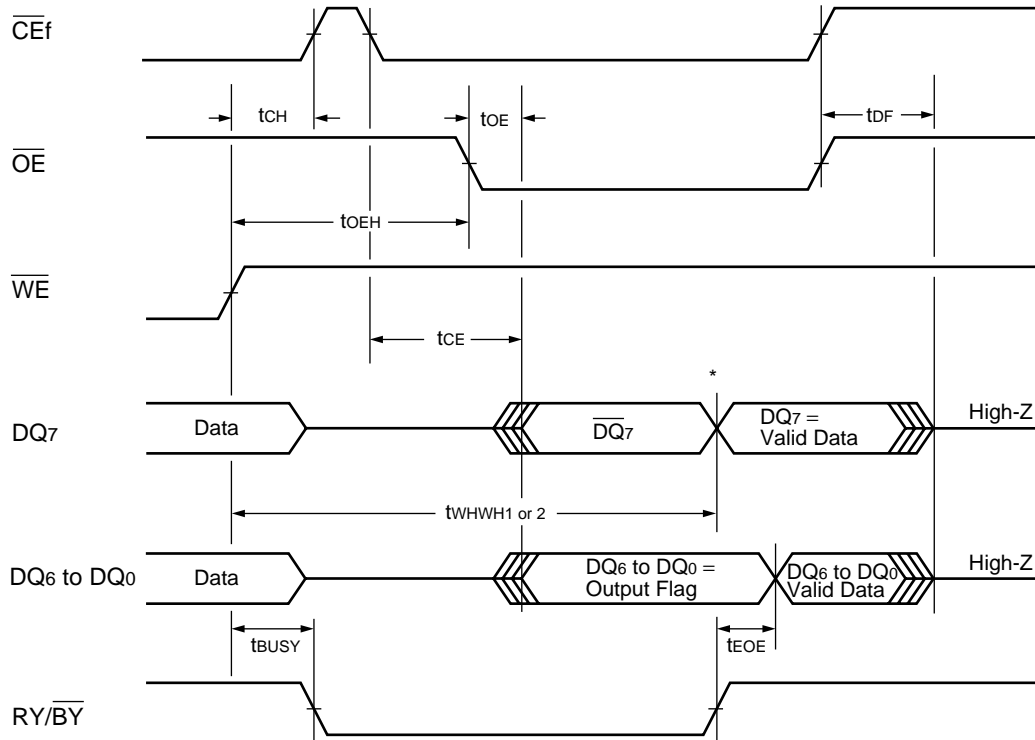 CEf
tCH
tOE
tDF
OE
tOEH
WE
tCE
*
DQ7
Data
DQ7
DQ7 =
Valid Data
High-Z
tWHWH1 or 2
DQ6 to DQ0
Data
DQ6 to DQ0 =
Output Flag
DQ6 to DQ0
Valid Data
High-Z
tBUSY
tEOE
RY/BY